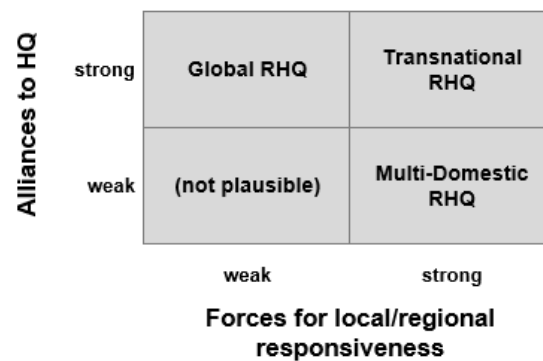 Alliances to HQ
strong
Global RHQ
Transnational
RHQ
weak
(not plausible)
Multi-Domestic
RHQ
weak
strong
Forces for local/regional
responsiveness